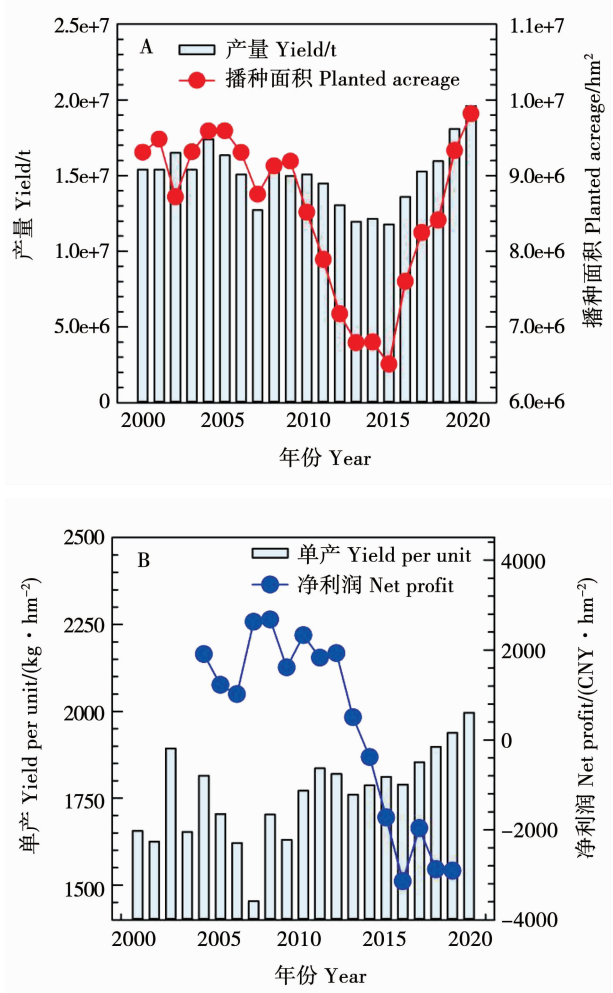 A
产量 Yield/t
播种面积 Planted acreage
2.5e+7
2.0e+7
1.5e+7
1.0e+7
5.0e+6
0
产量 Yield/t
1.1e+7
1.0e+7
9.0e+6
8.0e+6
7.0e+6
6.0e+6
播种面积 Planted acreage/hm²
2000 2005 2010 2015 2020
年份 Year
B
单产 Yield per unit
净利润 Net profit
2500
2250
2000
1750
1500
单产 Yield per unit/(kg·hm⁻²)
4000
2000
0
−2000
−4000
净利润 Net profit/(CNY·hm⁻²)
2000 2005 2010 2015 2020
年份 Year